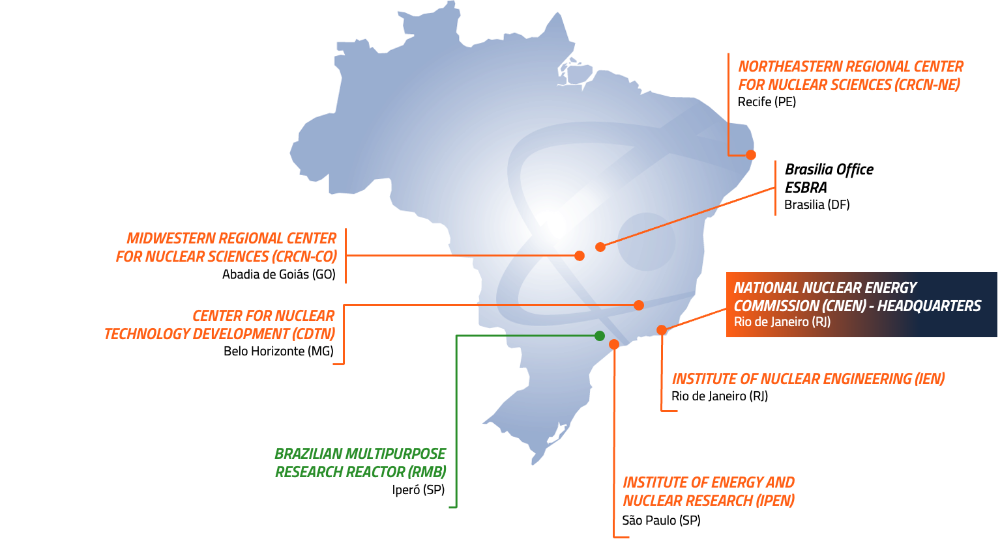 NORTHEASTERN REGIONAL CENTER
FOR NUCLEAR SCIENCES (CRCN-NE)
Recife (PE)
Brasilia Office
ESBRA
Brasilia (DF)
MIDWESTERN REGIONAL CENTER
FOR NUCLEAR SCIENCES (CRCN-CO)
Abadia de Goiás (GO)
NATIONAL NUCLEAR ENERGY
COMMISSION (CNEN) - HEADQUARTERS
Rio de Janeiro (RJ)
CENTER FOR NUCLEAR
TECHNOLOGY DEVELOPMENT (CDTN)
Belo Horizonte (MG)
INSTITUTE OF NUCLEAR ENGINEERING (IEN)
Rio de Janeiro (RJ)
BRAZILIAN MULTIPURPOSE
RESEARCH REACTOR (RMB)
Iperó (SP)
INSTITUTE OF ENERGY AND
NUCLEAR RESEARCH (IPEN)
São Paulo (SP)